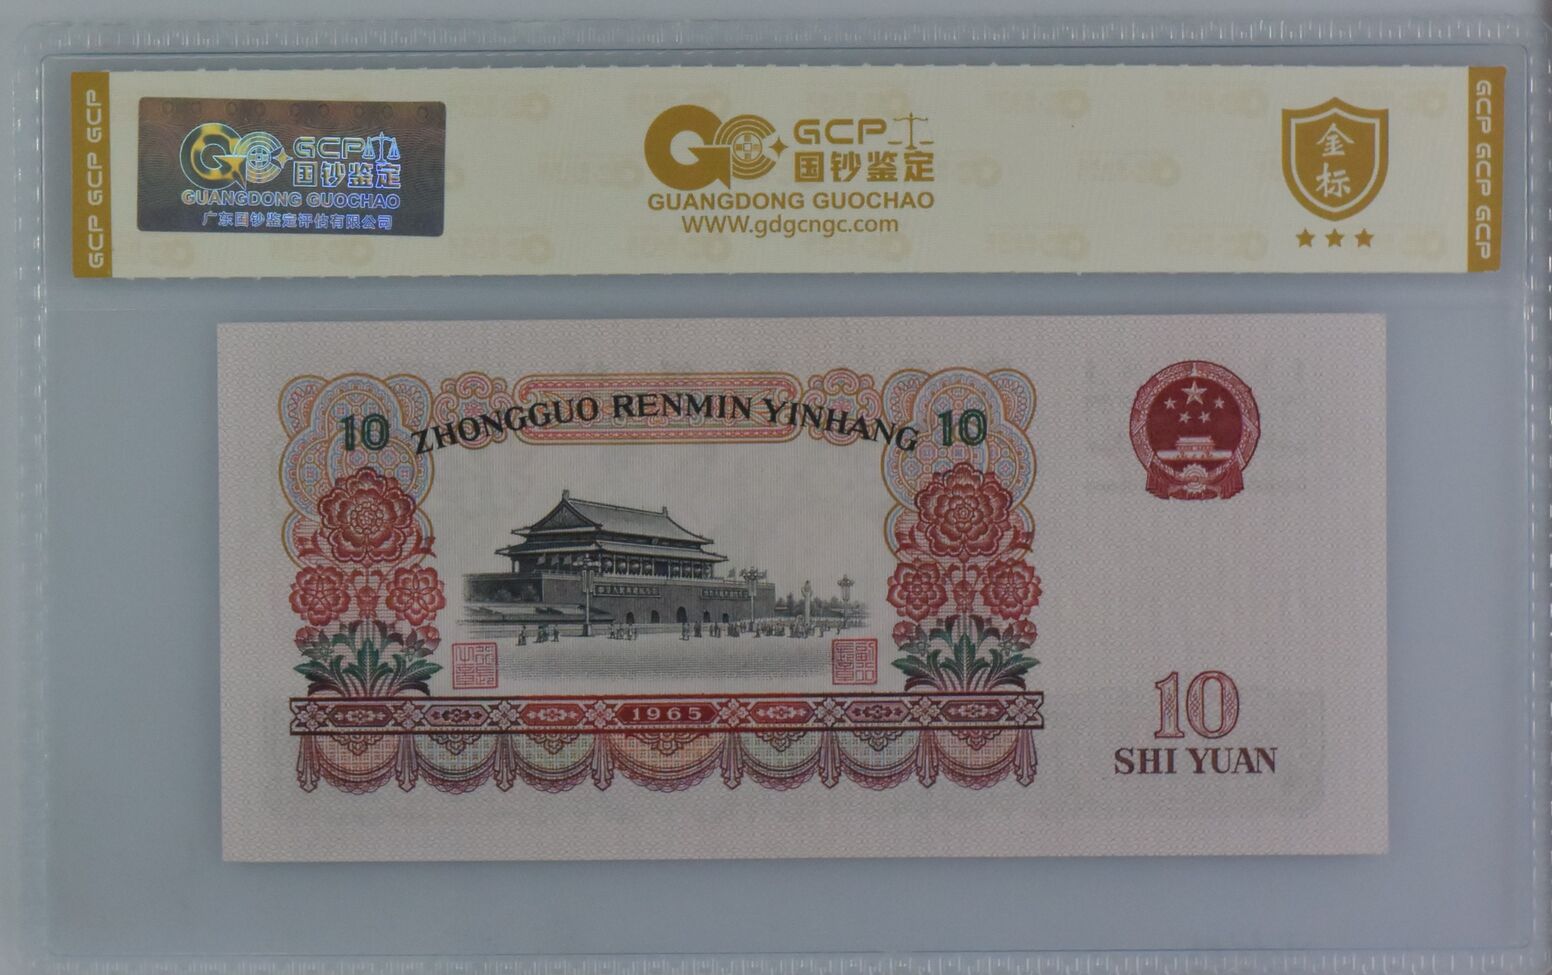 GCP GCP GCP
GCP
国钞鉴定
GUANGDONG GUOCHAO
广东国钞鉴定评估有限公司
GCP
国钞鉴定
GUANGDONG GUOCHAO
WWW.gdgcngc.com
金
标
GCP GCP GCP
10
ZHONGGUO RENMIN YINHANG
10
1965
10
SHI YUAN